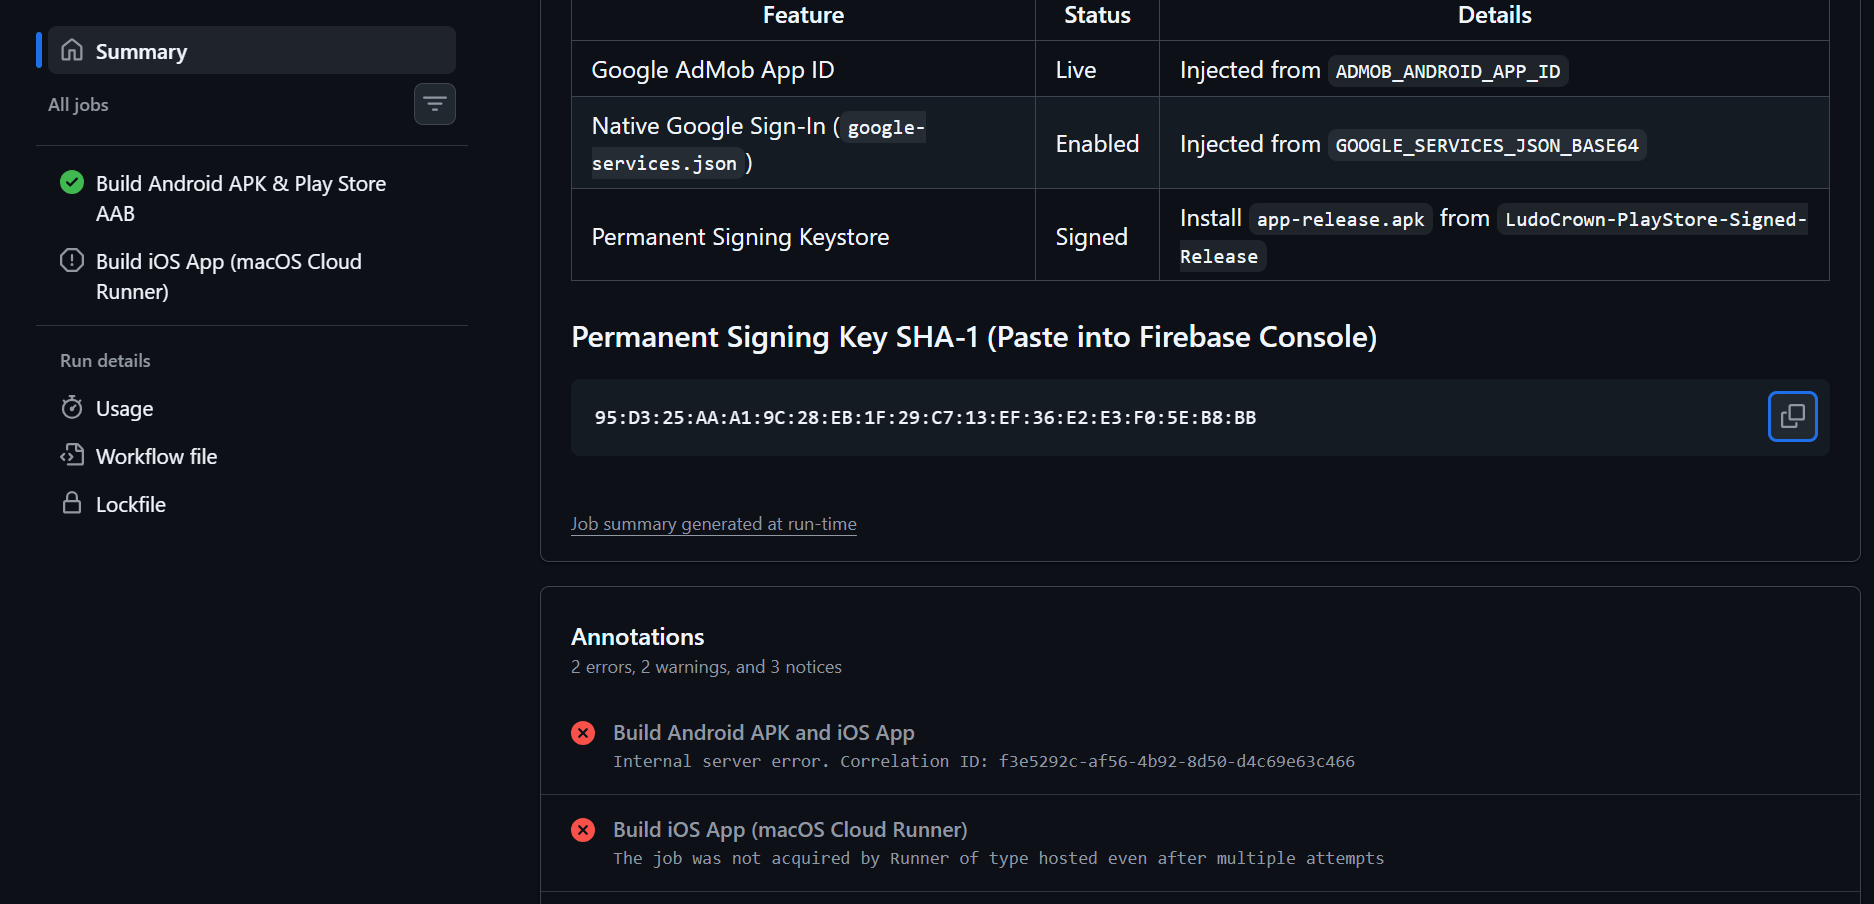 Summary
All jobs
Build Android APK & Play Store
AAB
Build iOS App (macOS Cloud
Runner)
Run details
Usage
Workflow file
Lockfile
Feature Status Details
Google AdMob App ID Live Injected from ADMOB_ANDROID_APP_ID
Native Google Sign-In (google-
services.json) Enabled Injected from GOOGLE_SERVICES_JSON_BASE64
Permanent Signing Keystore Signed Install app-release.apk from LudoCrown-PlayStore-Signed-
Release
Permanent Signing Key SHA-1 (Paste into Firebase Console)
95:D3:25:AA:A1:9C:28:EB:1F:29:C7:13:EF:36:E2:E3:F0:5E:B8:BB
Job summary generated at run-time
Annotations
2 errors, 2 warnings, and 3 notices
Build Android APK and iOS App
Internal server error. Correlation ID: f3e5292c-af56-4b92-8d50-d4c69e63c466
Build iOS App (macOS Cloud Runner)
The job was not acquired by Runner of type hosted even after multiple attempts